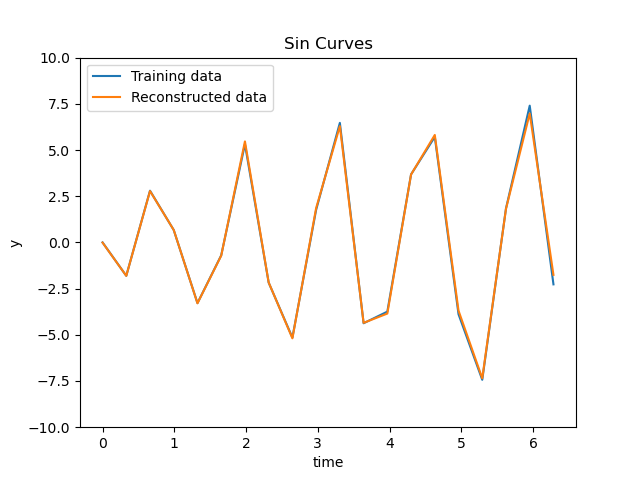 Sin Curves
Training data
Reconstructed data
10.0
7.5
5.0
2.5
0.0
−2.5
−5.0
−7.5
−10.0
y
0 1 2 3 4 5 6
time